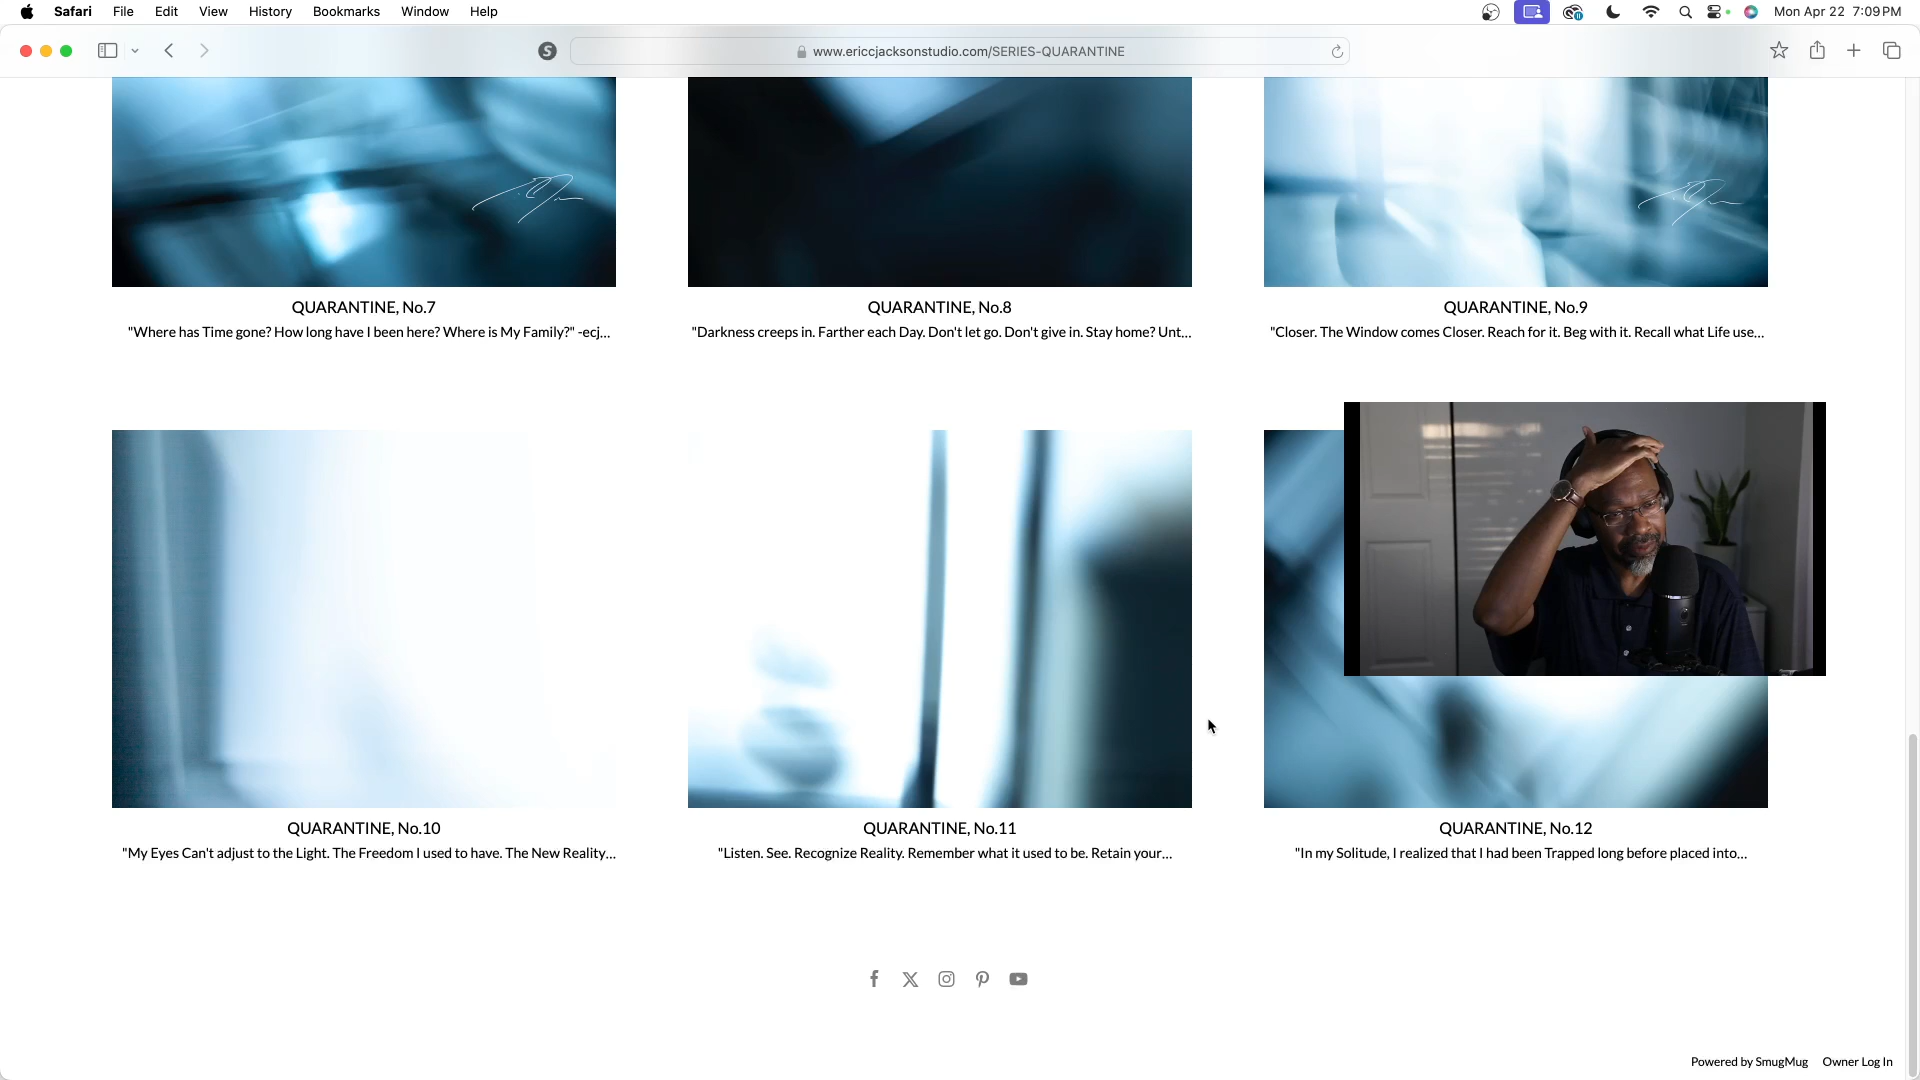 Safari File Edit View History Bookmarks Window Help Mon Apr 22 7:09 PM
www.ericcjacksonstudio.com/SERIES-QUARANTINE
QUARANTINE, No.7
"Where has Time gone? How long have I been here? Where is My Family?" -ecj...
QUARANTINE, No.8
"Darkness creeps in. Farther each Day. Don't let go. Don't give in. Stay home? Unt...
QUARANTINE, No.9
"Closer. The Window comes Closer. Reach for it. Beg with it. Recall what Life use...
QUARANTINE, No.10
"My Eyes Can't adjust to the Light. The Freedom I used to have. The New Reality...
QUARANTINE, No.11
"Listen. See. Recognize Reality. Remember what it used to be. Retain your...
QUARANTINE, No.12
"In my Solitude, I realized that I had been Trapped long before placed into...
Powered by SmugMug Owner Log In